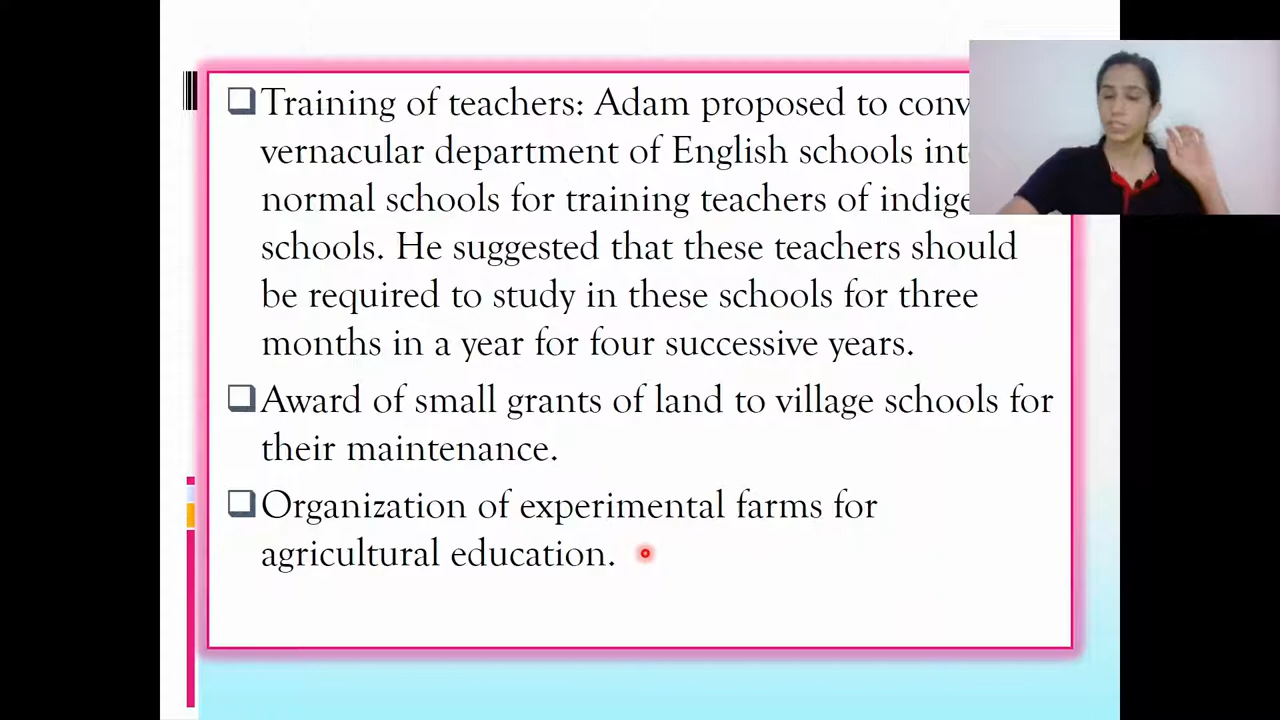 Training of teachers: Adam proposed to
vernacular department of English schools
normal schools for training teachers of
schools. He suggested that these teachers should
be required to study in these schools for three
months in a year for four successive years.
Award of small grants of land to village schools for
their maintenance.
Organization of experimental farms for
agricultural education.